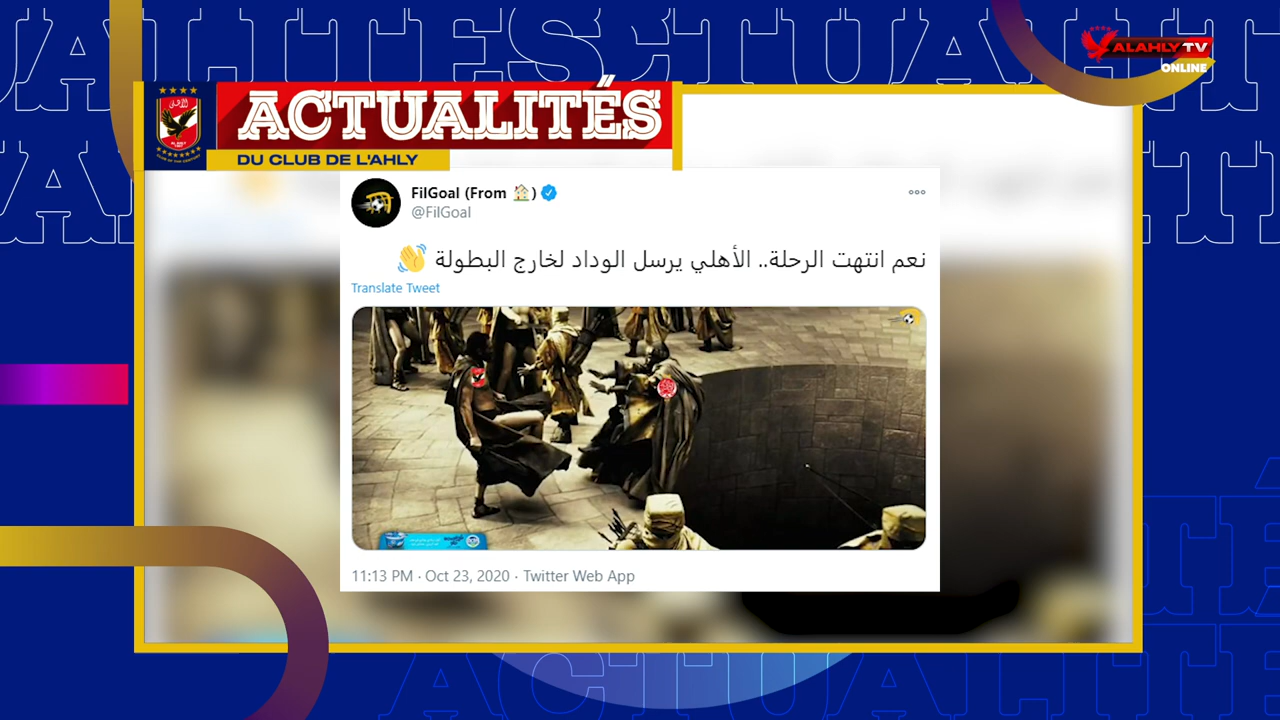 ALAHLY TV
ONLINE
ACTUALITÉS
DU CLUB DE L'AHLY
FilGoal (From 🏠)
@FilGoal
نعم انتهت الرحلة.. الأهلي يرسل الوداد لخارج البطولة 👋
Translate Tweet
11:13 PM · Oct 23, 2020 · Twitter Web App